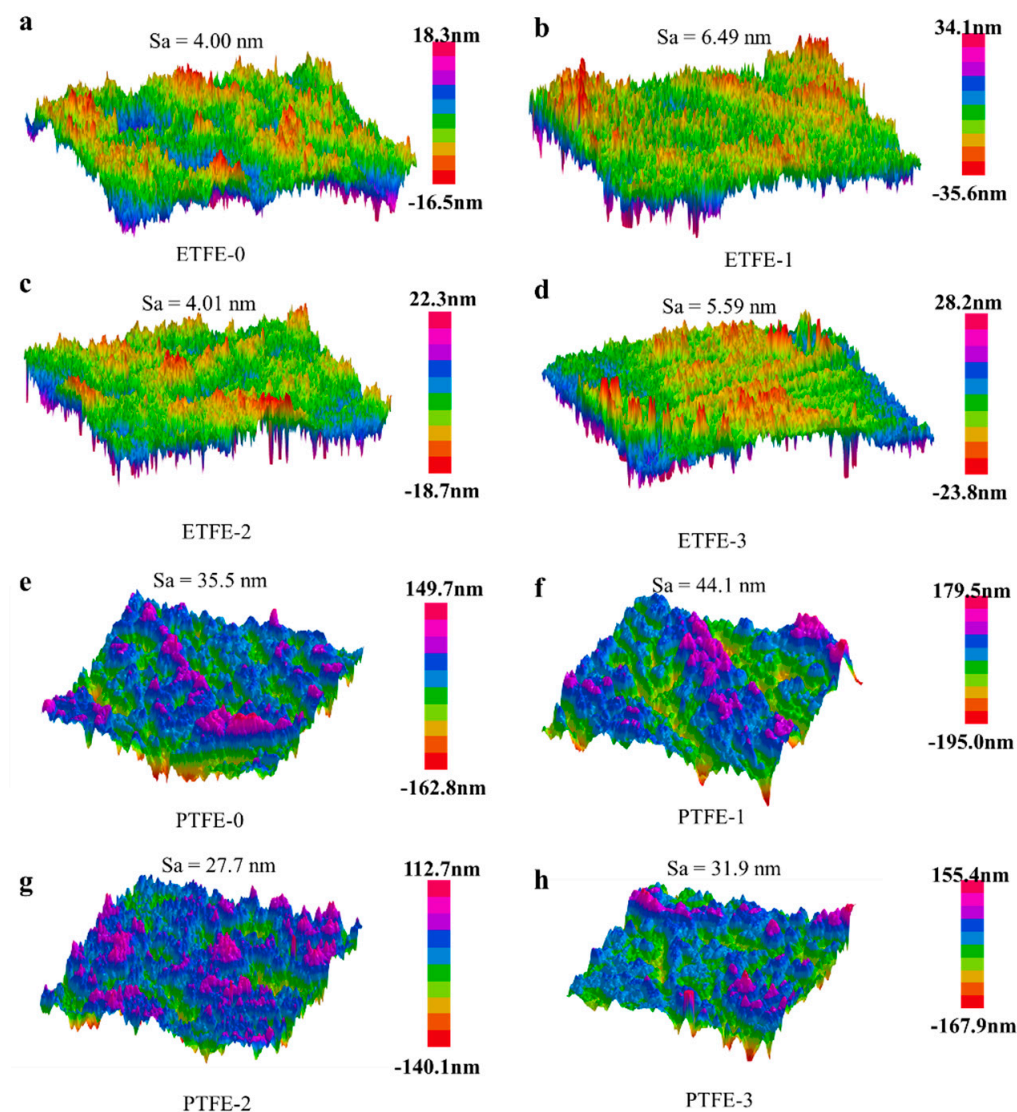 a
Sa = 4.00 nm
18.3nm
-16.5nm
ETFE-0
b
Sa = 6.49 nm
34.1nm
-35.6nm
ETFE-1
c
Sa = 4.01 nm
22.3nm
-18.7nm
ETFE-2
d
Sa = 5.59 nm
28.2nm
-23.8nm
ETFE-3
e
Sa = 35.5 nm
149.7nm
-162.8nm
PTFE-0
f
Sa = 44.1 nm
179.5nm
-195.0nm
PTFE-1
g
Sa = 27.7 nm
112.7nm
-140.1nm
PTFE-2
h
Sa = 31.9 nm
155.4nm
-167.9nm
PTFE-3